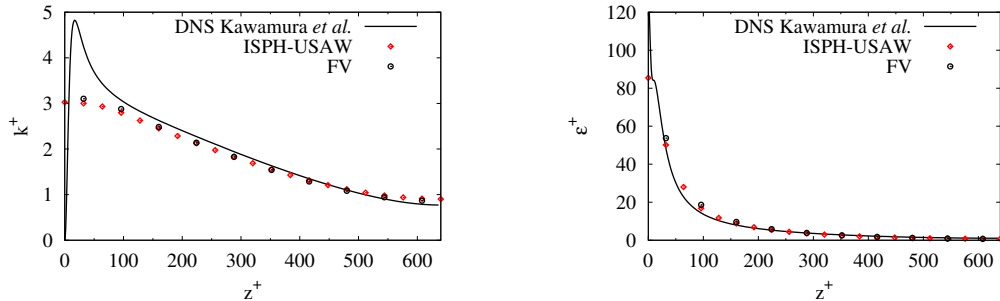 DNS Kawamura et al.
ISPH-USAW
FV
5
4
3
2
1
0
k+
0 100 200 300 400 500 600
z+
DNS Kawamura et al.
ISPH-USAW
FV
120
100
80
60
40
20
0
ε+
0 100 200 300 400 500 600
z+